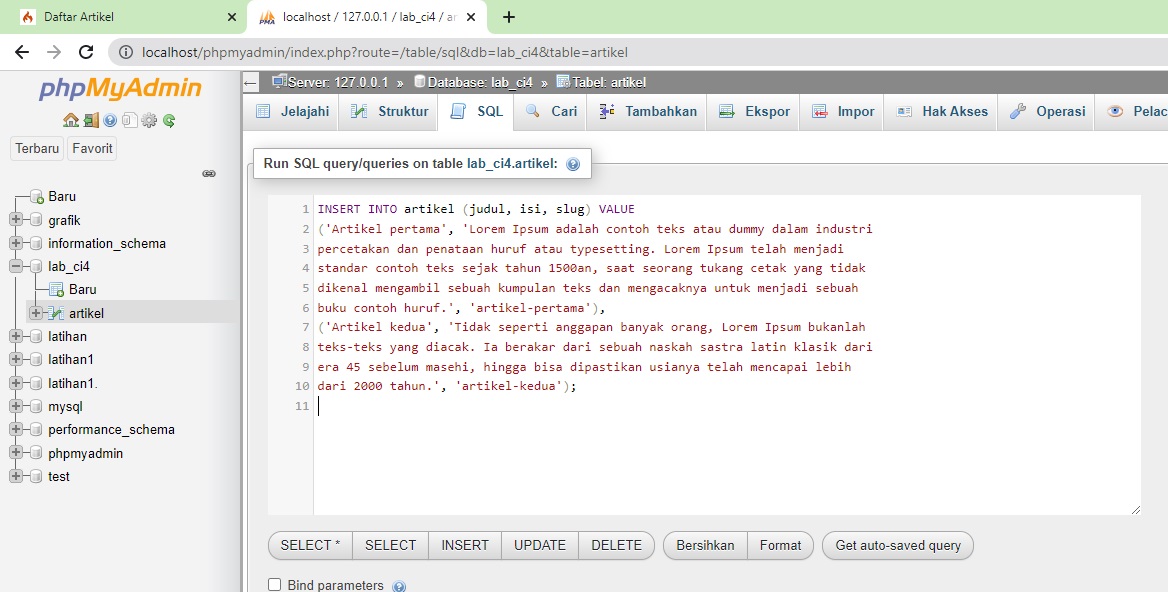 Daftar Artikel
localhost / 127.0.0.1 / lab_ci4 / ar
localhost/phpmyadmin/index.php?route=/table/sql&db=lab_ci4&table=artikel
phpMyAdmin
Terbaru Favorit
Baru
grafik
information_schema
lab_ci4
Baru
artikel
latihan
latihan1
latihan1.
mysql
performance_schema
phpmyadmin
test
Server: 127.0.0.1 » Database: lab_ci4 » Tabel: artikel
Jelajahi Struktur SQL Cari Tambahkan Ekspor Impor Hak Akses Operasi Pelac
Run SQL query/queries on table lab_ci4.artikel:
1 INSERT INTO artikel (judul, isi, slug) VALUE
2 ('Artikel pertama', 'Lorem Ipsum adalah contoh teks atau dummy dalam industri
3 percetakan dan penataan huruf atau typesetting. Lorem Ipsum telah menjadi
4 standar contoh teks sejak tahun 1500an, saat seorang tukang cetak yang tidak
5 dikenal mengambil sebuah kumpulan teks dan mengacaknya untuk menjadi sebuah
6 buku contoh huruf.', 'artikel-pertama'),
7 ('Artikel kedua', 'Tidak seperti anggapan banyak orang, Lorem Ipsum bukanlah
8 teks-teks yang diacak. Ia berakar dari sebuah naskah sastra latin klasik dari
9 era 45 sebelum masehi, hingga bisa dipastikan usianya telah mencapai lebih
10 dari 2000 tahun.', 'artikel-kedua');
11
SELECT * SELECT INSERT UPDATE DELETE Bersihkan Format Get auto-saved query
Bind parameters